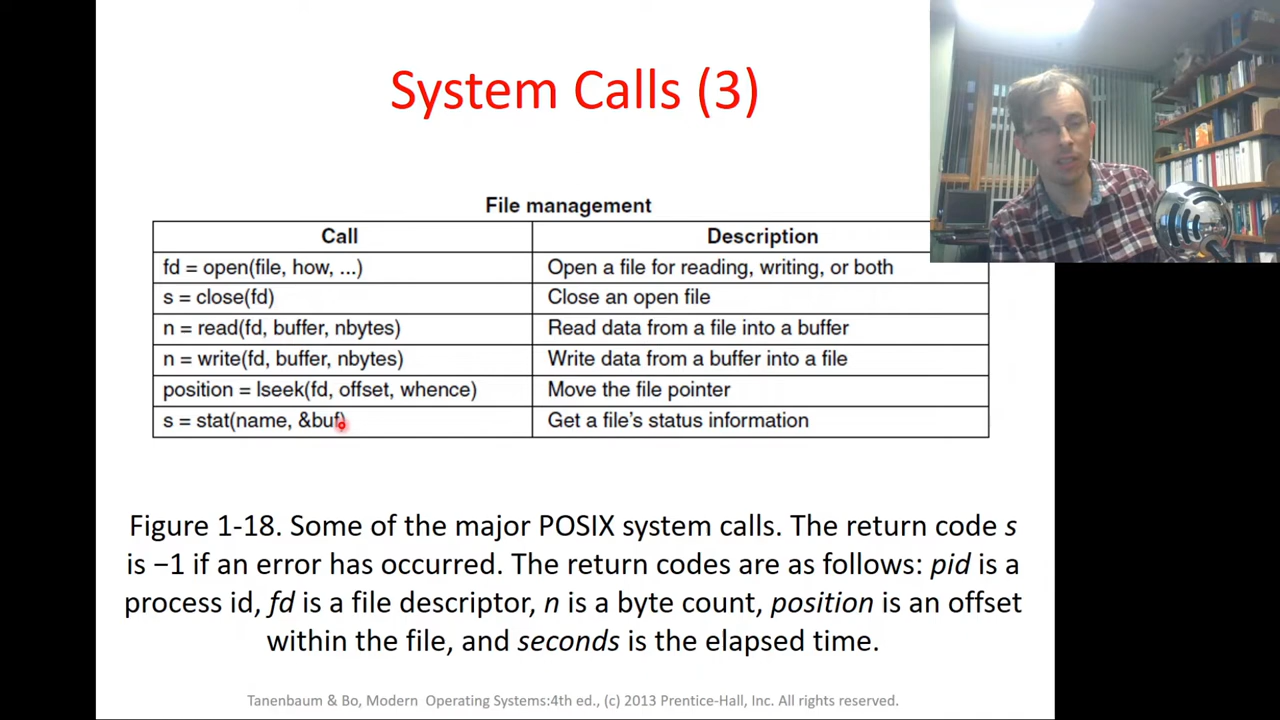 System Calls (3)
File management
Call Description
fd = open(file, how, ...) Open a file for reading, writing, or both
s = close(fd) Close an open file
n = read(fd, buffer, nbytes) Read data from a file into a buffer
n = write(fd, buffer, nbytes) Write data from a buffer into a file
position = lseek(fd, offset, whence) Move the file pointer
s = stat(name, &buf) Get a file's status information
Figure 1-18. Some of the major POSIX system calls. The return code s
is −1 if an error has occurred. The return codes are as follows: pid is a
process id, fd is a file descriptor, n is a byte count, position is an offset
within the file, and seconds is the elapsed time.
Tanenbaum & Bo, Modern Operating Systems:4th ed., (c) 2013 Prentice-Hall, Inc. All rights reserved.